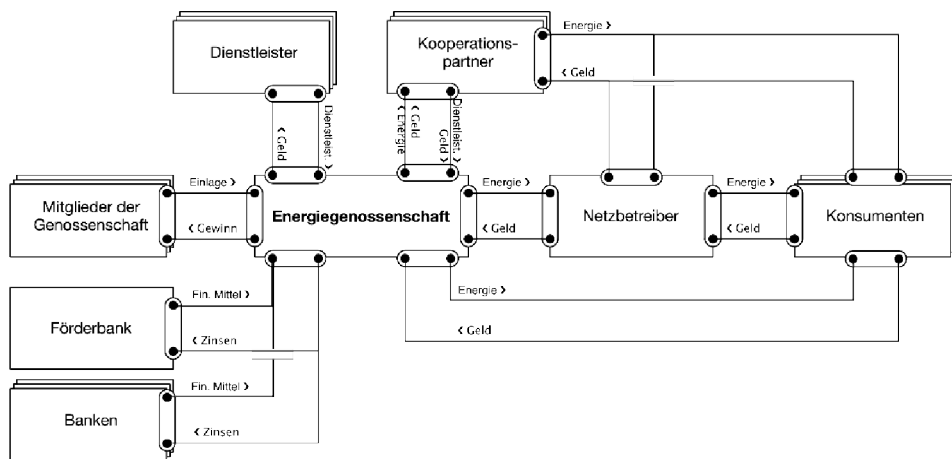 Dienstleister
Kooperations-
partner
Energie >
< Geld
< Geld
Dienstleist. >
< Energie
< Geld
Geld >
Dienstleist. >
Mitglieder der
Genossenschaft
Einlage >
< Gewinn
Energiegenossenschaft
Energie >
< Geld
Netzbetreiber
Energie >
< Geld
Konsumenten
Energie >
< Geld
Förderbank
Fin. Mittel >
< Zinsen
Banken
Fin. Mittel >
< Zinsen